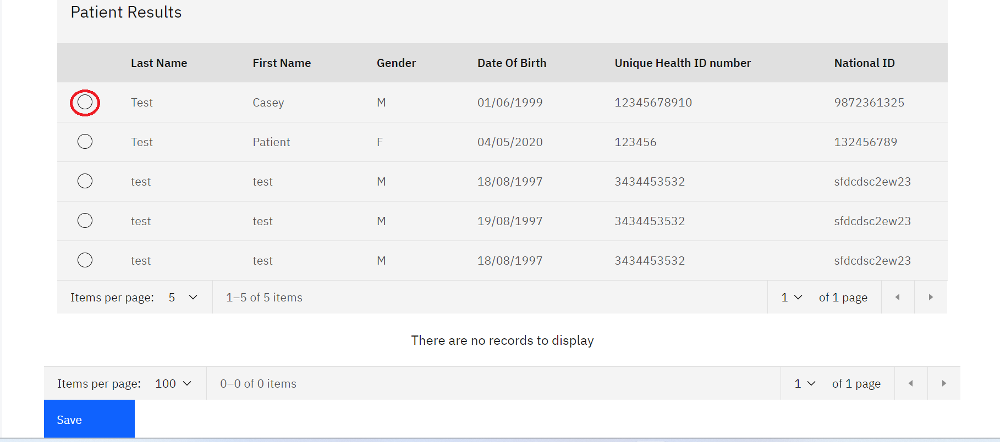 Patient Results
Last Name First Name Gender Date Of Birth Unique Health ID number National ID
Test Casey M 01/06/1999 12345678910 9872361325
Test Patient F 04/05/2020 123456 132456789
test test M 18/08/1997 3434453532 sfdcdsc2ew23
test test M 19/08/1997 3434453532 sfdcdsc2ew23
test test M 18/08/1997 3434453532 sfdcdsc2ew23
Items per page: 5 1–5 of 5 items 1 of 1 page
There are no records to display
Items per page: 100 0–0 of 0 items 1 of 1 page
Save